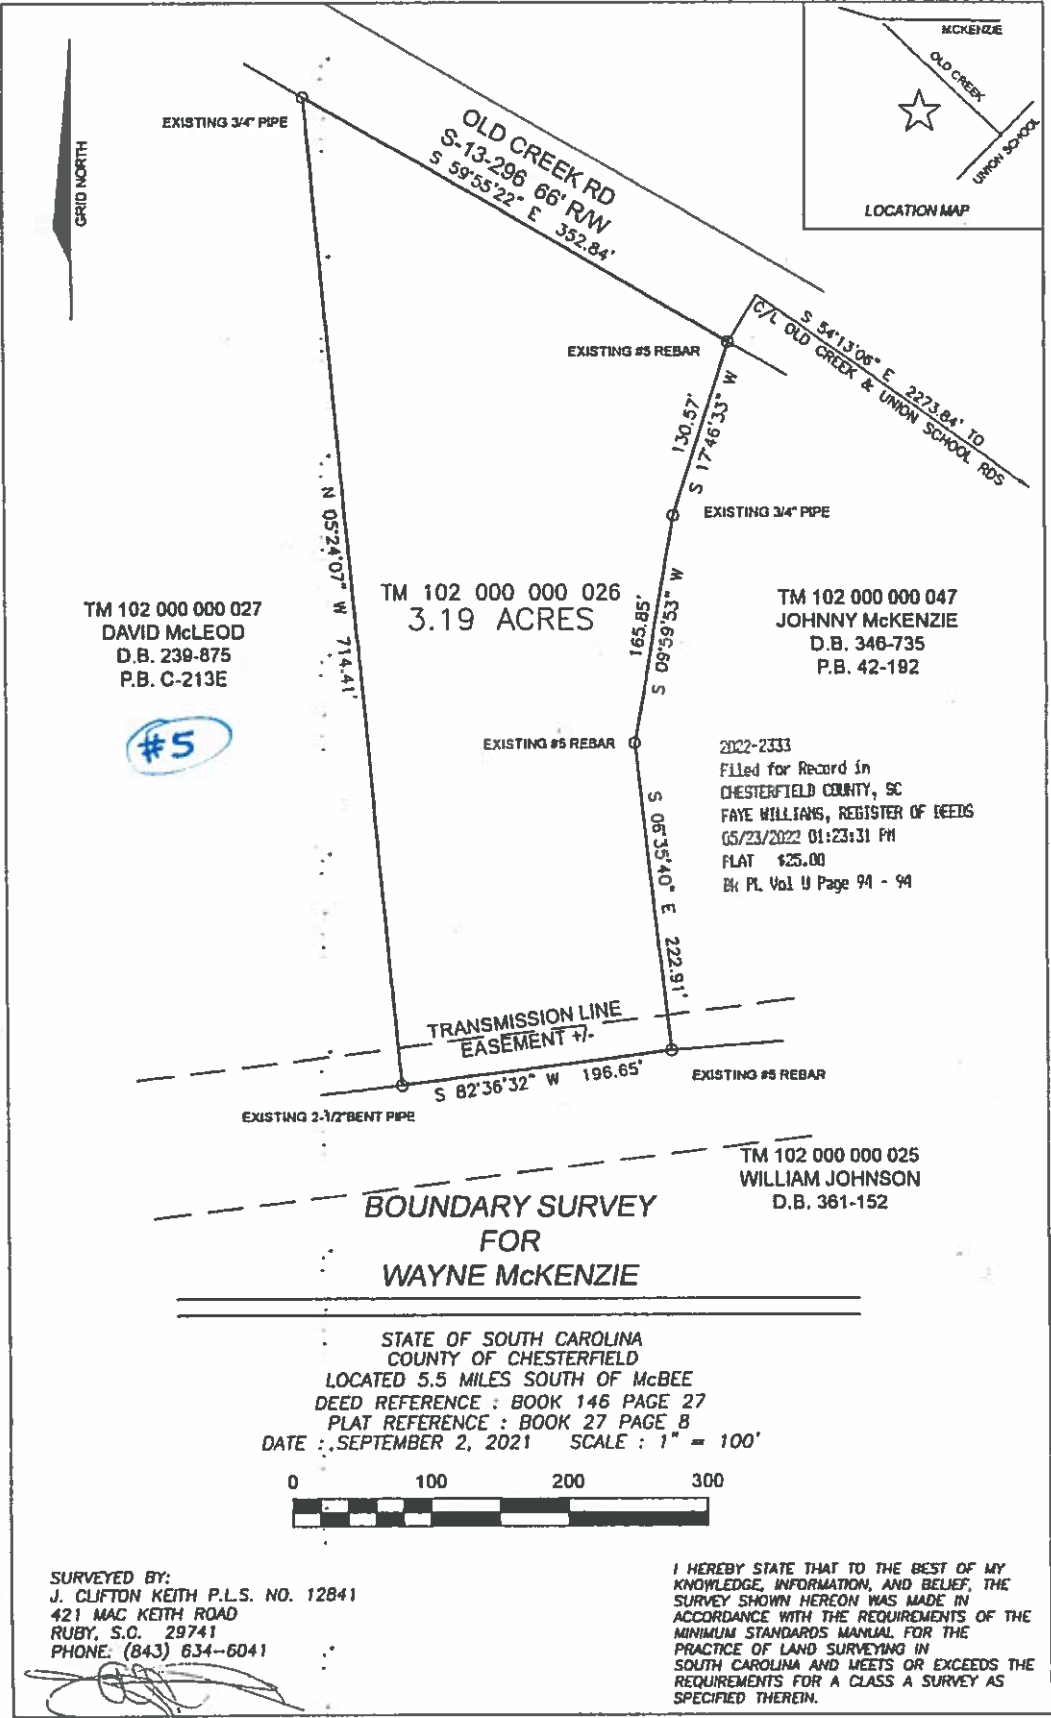 MCKENZIE
OLD CREEK
UNION SCHOOL
LOCATION MAP
GRID NORTH
EXISTING 3/4" PIPE
OLD CREEK RD
S-13-296 66' R/W
S 59°55'22" E 352.84'
EXISTING #5 REBAR
S 54°13'06" E 2273.84' TO
C/L OLD CREEK & UNION SCHOOL RDS
130.57'
S 17°46'33" W
EXISTING 3/4" PIPE
N 05°24'07" W 714.41'
TM 102 000 000 026
3.19 ACRES
165.85'
S 09°59'53" W
TM 102 000 000 027
DAVID McLEOD
D.B. 239-875
P.B. C-213E
#5
TM 102 000 000 047
JOHNNY McKENZIE
D.B. 346-735
P.B. 42-192
EXISTING #5 REBAR
2022-2333
Filled for Record in
CHESTERFIELD COUNTY, SC
FAYE WILLIAMS, REGISTER OF DEEDS
05/23/2022 01:23:31 PM
PLAT $25.00
Bk PL Vol U Page 94 - 94
S 06°35'40" E 222.91'
TRANSMISSION LINE
EASEMENT +/-
S 82°36'32" W 196.65'
EXISTING #5 REBAR
EXISTING 2-1/2"BENT PIPE
TM 102 000 000 025
WILLIAM JOHNSON
D.B. 361-152
BOUNDARY SURVEY
FOR
WAYNE McKENZIE
STATE OF SOUTH CAROLINA
COUNTY OF CHESTERFIELD
LOCATED 5.5 MILES SOUTH OF McBEE
DEED REFERENCE : BOOK 146 PAGE 27
PLAT REFERENCE : BOOK 27 PAGE 8
DATE : SEPTEMBER 2, 2021 SCALE : 1" = 100'
0 100 200 300
SURVEYED BY:
J. CLIFTON KEITH P.L.S. NO. 12841
421 MAC KEITH ROAD
RUBY, S.C. 29741
PHONE: (843) 634-6041
I HEREBY STATE THAT TO THE BEST OF MY
KNOWLEDGE, INFORMATION, AND BELIEF, THE
SURVEY SHOWN HEREON WAS MADE IN
ACCORDANCE WITH THE REQUIREMENTS OF THE
MINIMUM STANDARDS MANUAL FOR THE
PRACTICE OF LAND SURVEYING IN
SOUTH CAROLINA AND MEETS OR EXCEEDS THE
REQUIREMENTS FOR A CLASS A SURVEY AS
SPECIFIED THEREIN.